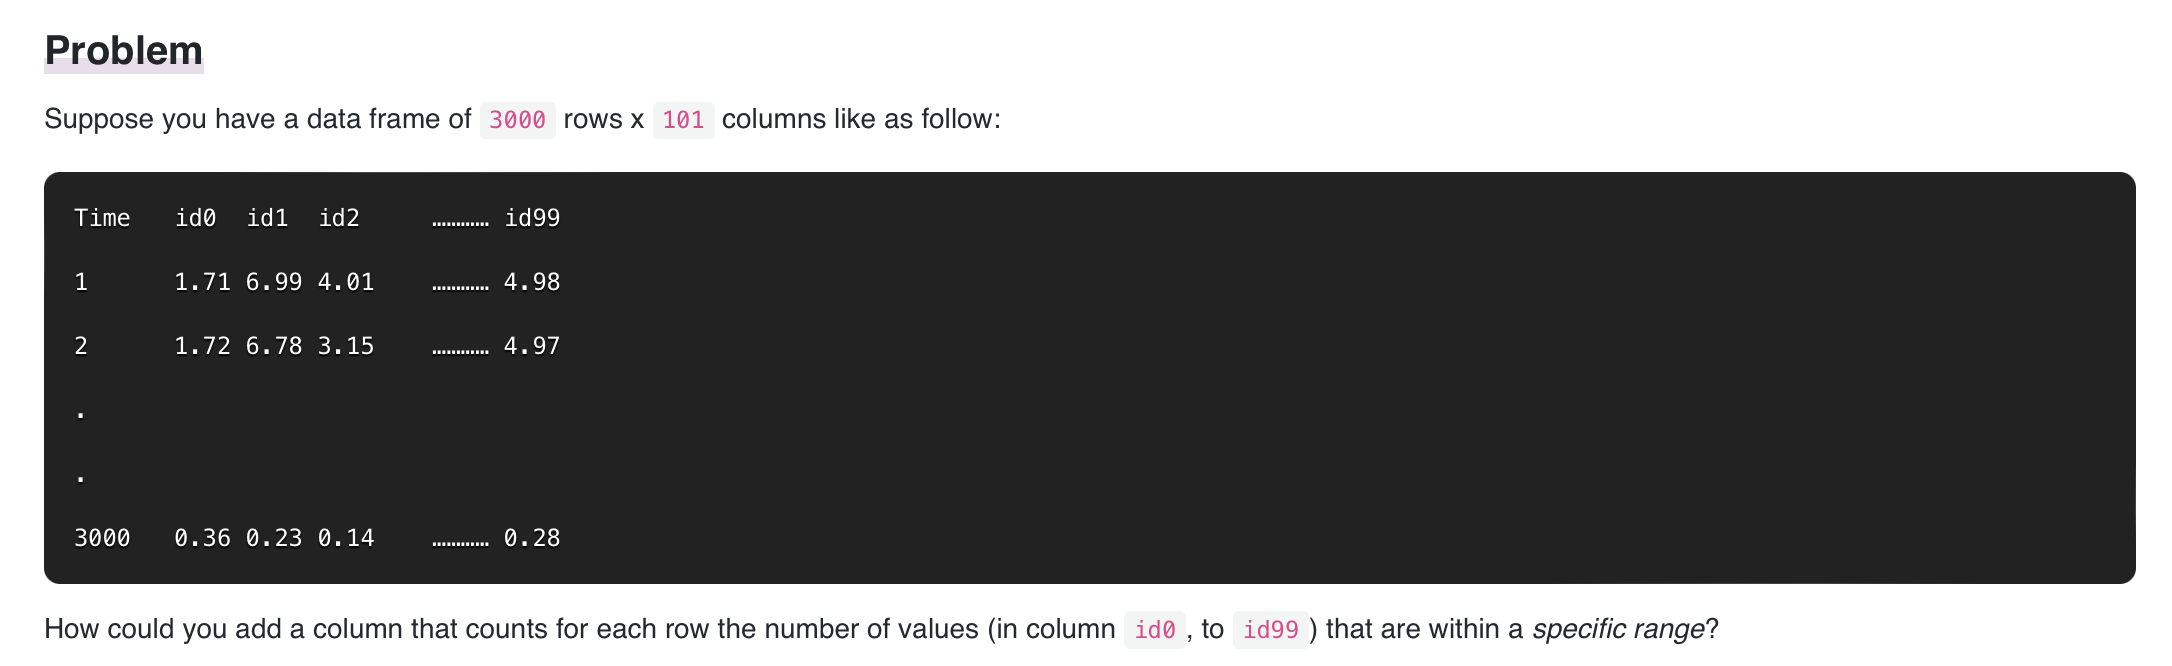 Problem
Suppose you have a data frame of 3000 rows x 101 columns like as follow:
Time id0 id1 id2 ………… id99
1 1.71 6.99 4.01 ………… 4.98
2 1.72 6.78 3.15 ………… 4.97
.
.
3000 0.36 0.23 0.14 ………… 0.28
How could you add a column that counts for each row the number of values (in column id0, to id99) that are within a specific range?